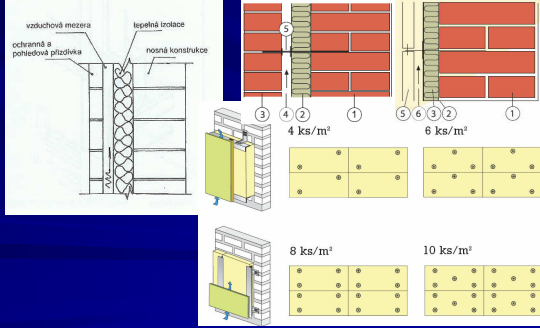 vzduchová mezera
tepelná izolace
ochranná a
pohledová přizdívka
nosná konstrukce
5
3
4
2
1
5
6
3
2
1
4 ks/m²
6 ks/m²
8 ks/m²
10 ks/m²